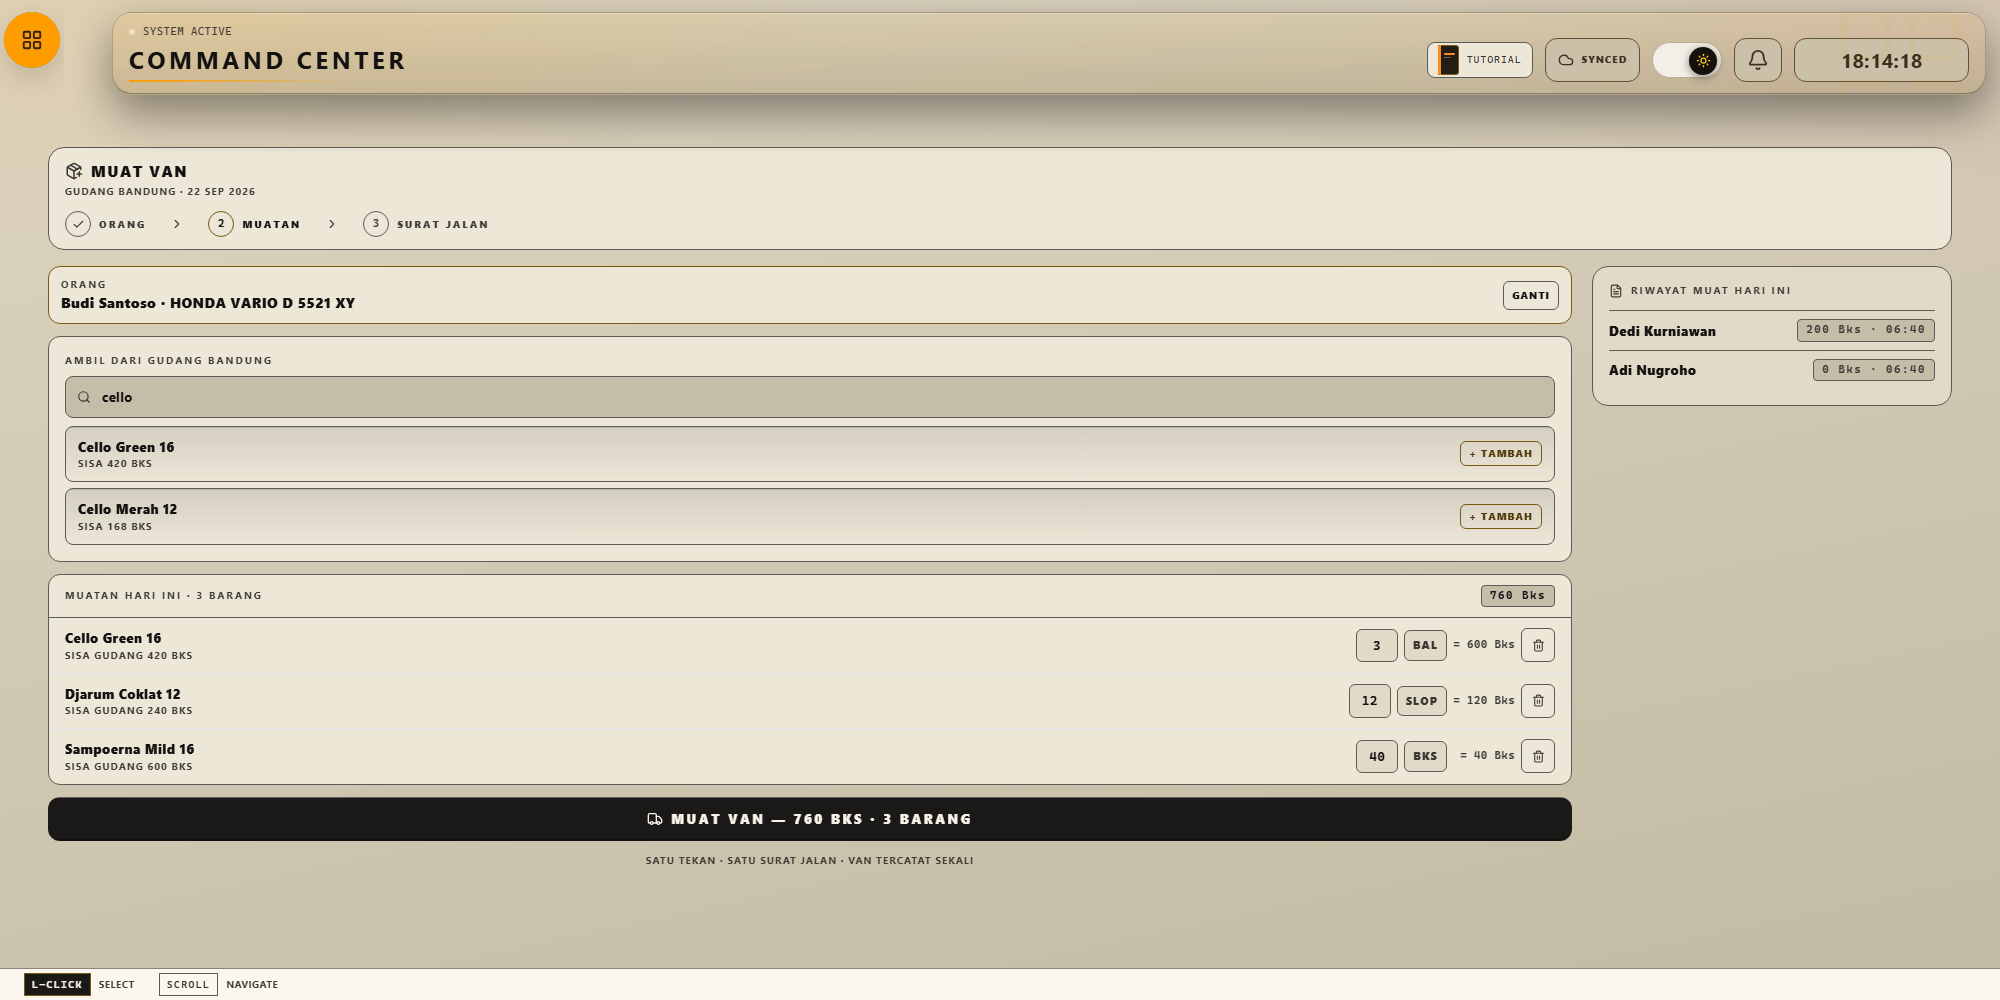 SYSTEM ACTIVE
COMMAND CENTER
TUTORIAL
SYNCED
18:14:18
MUAT VAN
GUDANG BANDUNG · 22 SEP 2026
ORANG
2 MUATAN
3 SURAT JALAN
ORANG
Budi Santoso · HONDA VARIO D 5521 XY
GANTI
AMBIL DARI GUDANG BANDUNG
cello
Cello Green 16
SISA 420 BKS
+ TAMBAH
Cello Merah 12
SISA 168 BKS
+ TAMBAH
MUATAN HARI INI · 3 BARANG
760 Bks
Cello Green 16
SISA GUDANG 420 BKS
3 BAL = 600 Bks
Djarum Coklat 12
SISA GUDANG 240 BKS
12 SLOP = 120 Bks
Sampoerna Mild 16
SISA GUDANG 600 BKS
40 BKS = 40 Bks
MUAT VAN — 760 BKS · 3 BARANG
SATU TEKAN · SATU SURAT JALAN · VAN TERCATAT SEKALI
RIWAYAT MUAT HARI INI
Dedi Kurniawan 200 Bks · 06:40
Adi Nugroho 0 Bks · 06:40
L-CLICK SELECT SCROLL NAVIGATE